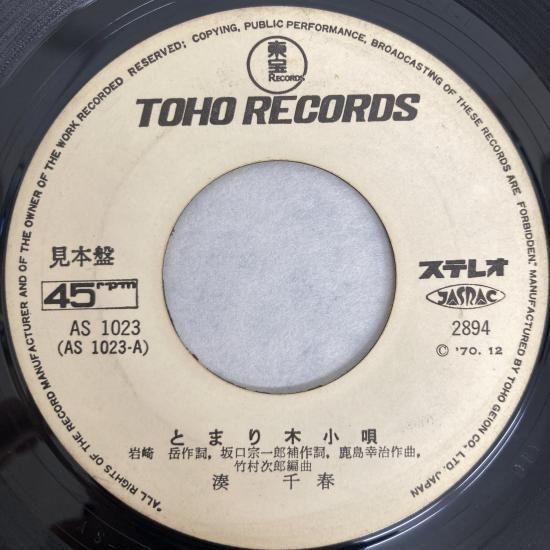 "ALL RIGHTS OF THE RECORD MANUFACTURER AND OF THE OWNER OF THE WORK RECORDED RESERVED; COPYING, PUBLIC PERFORMANCE, BROADCASTING OF THESE RECORDS ARE FORBIDDEN." MANUFACTURED BY TOHO GEION CO. LTD. JAPAN
東宝
RECORDS
TOHO RECORDS
見本盤
45rpm
AS 1023
(AS 1023-A)
ステレオ
JASRAC
2894
© '70. 12
とまり木小唄
岩崎 岳作詞, 坂口宗一郎補作詞, 鹿島幸治作曲,
竹村次郎編曲
湊 千春